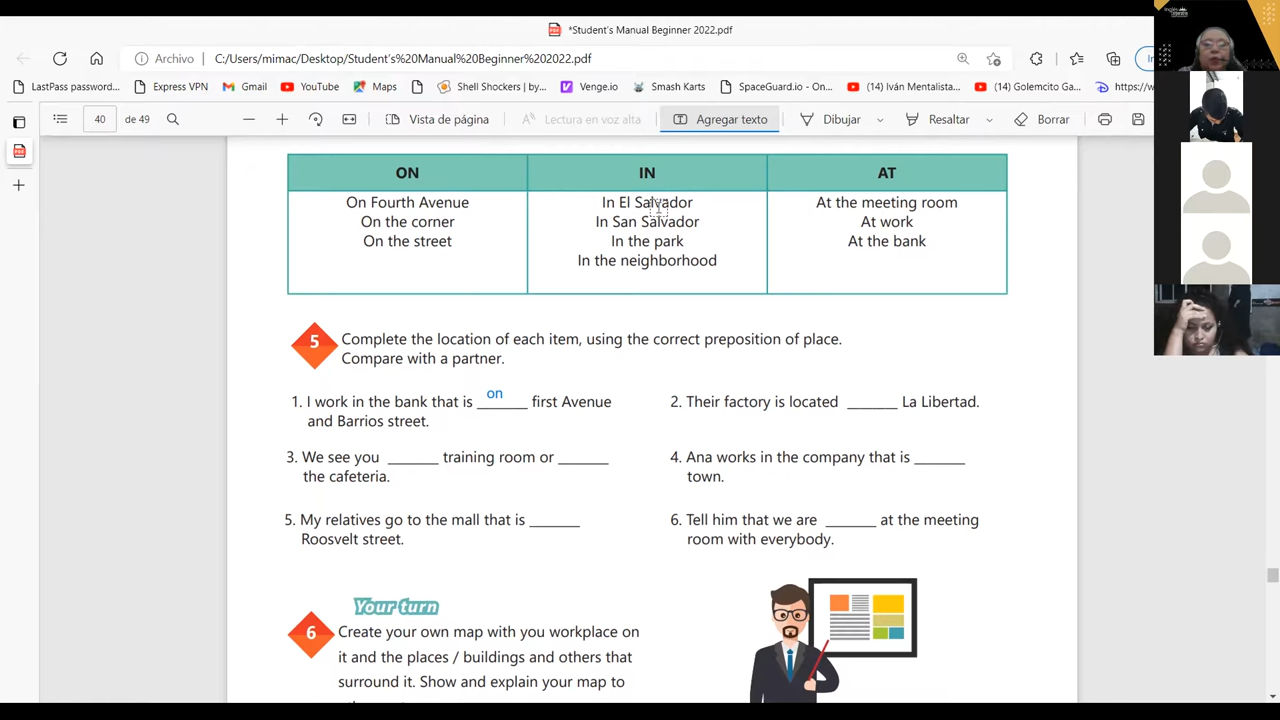 *Student's Manual Beginner 2022.pdf
Archivo C:/Users/mimac/Desktop/Student's%20Manual%20Beginner%202022.pdf
LastPass password... Express VPN Gmail YouTube Maps Shell Shockers | by... Venge.io Smash Karts SpaceGuard.io - On... (14) Iván Mentalista... (14) Golemcito Ga... https://www
40 de 49 Vista de página Lectura en voz alta Agregar texto Dibujar Resaltar Borrar
ON IN AT
On Fourth Avenue In El Salvador At the meeting room
On the corner In San Salvador At work
On the street In the park At the bank
In the neighborhood
5 Complete the location of each item, using the correct preposition of place.
Compare with a partner.
1. I work in the bank that is on first Avenue
and Barrios street.
2. Their factory is located ______ La Libertad.
3. We see you ______ training room or ______
the cafeteria.
4. Ana works in the company that is ______
town.
5. My relatives go to the mall that is ______
Roosvelt street.
6. Tell him that we are ______ at the meeting
room with everybody.
Your turn
6 Create your own map with you workplace on
it and the places / buildings and others that
surround it. Show and explain your map to